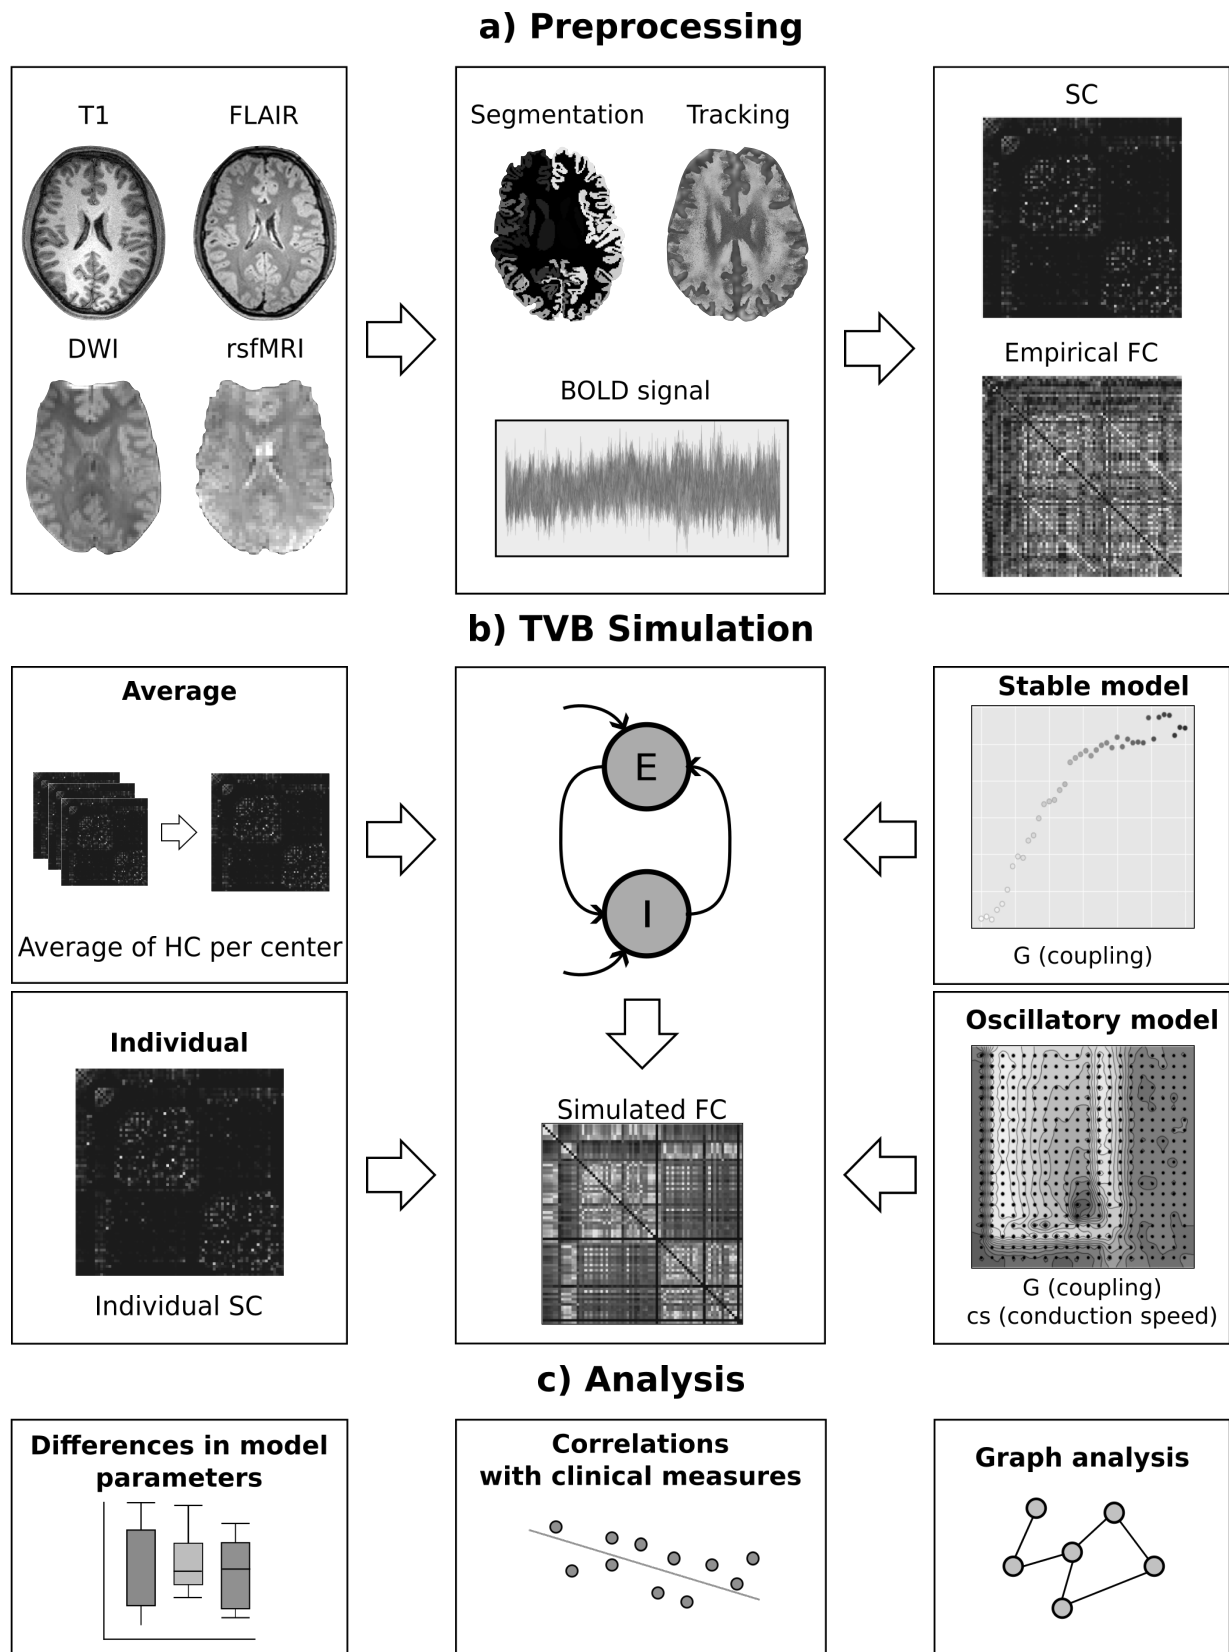 a) Preprocessing
T1
FLAIR
DWI
rsfMRI
Segmentation
Tracking
BOLD signal
SC
Empirical FC
b) TVB Simulation
Average
Average of HC per center
Individual
Individual SC
E
I
Simulated FC
Stable model
G (coupling)
Oscillatory model
G (coupling)
cs (conduction speed)
c) Analysis
Differences in model
parameters
Correlations
with clinical measures
Graph analysis